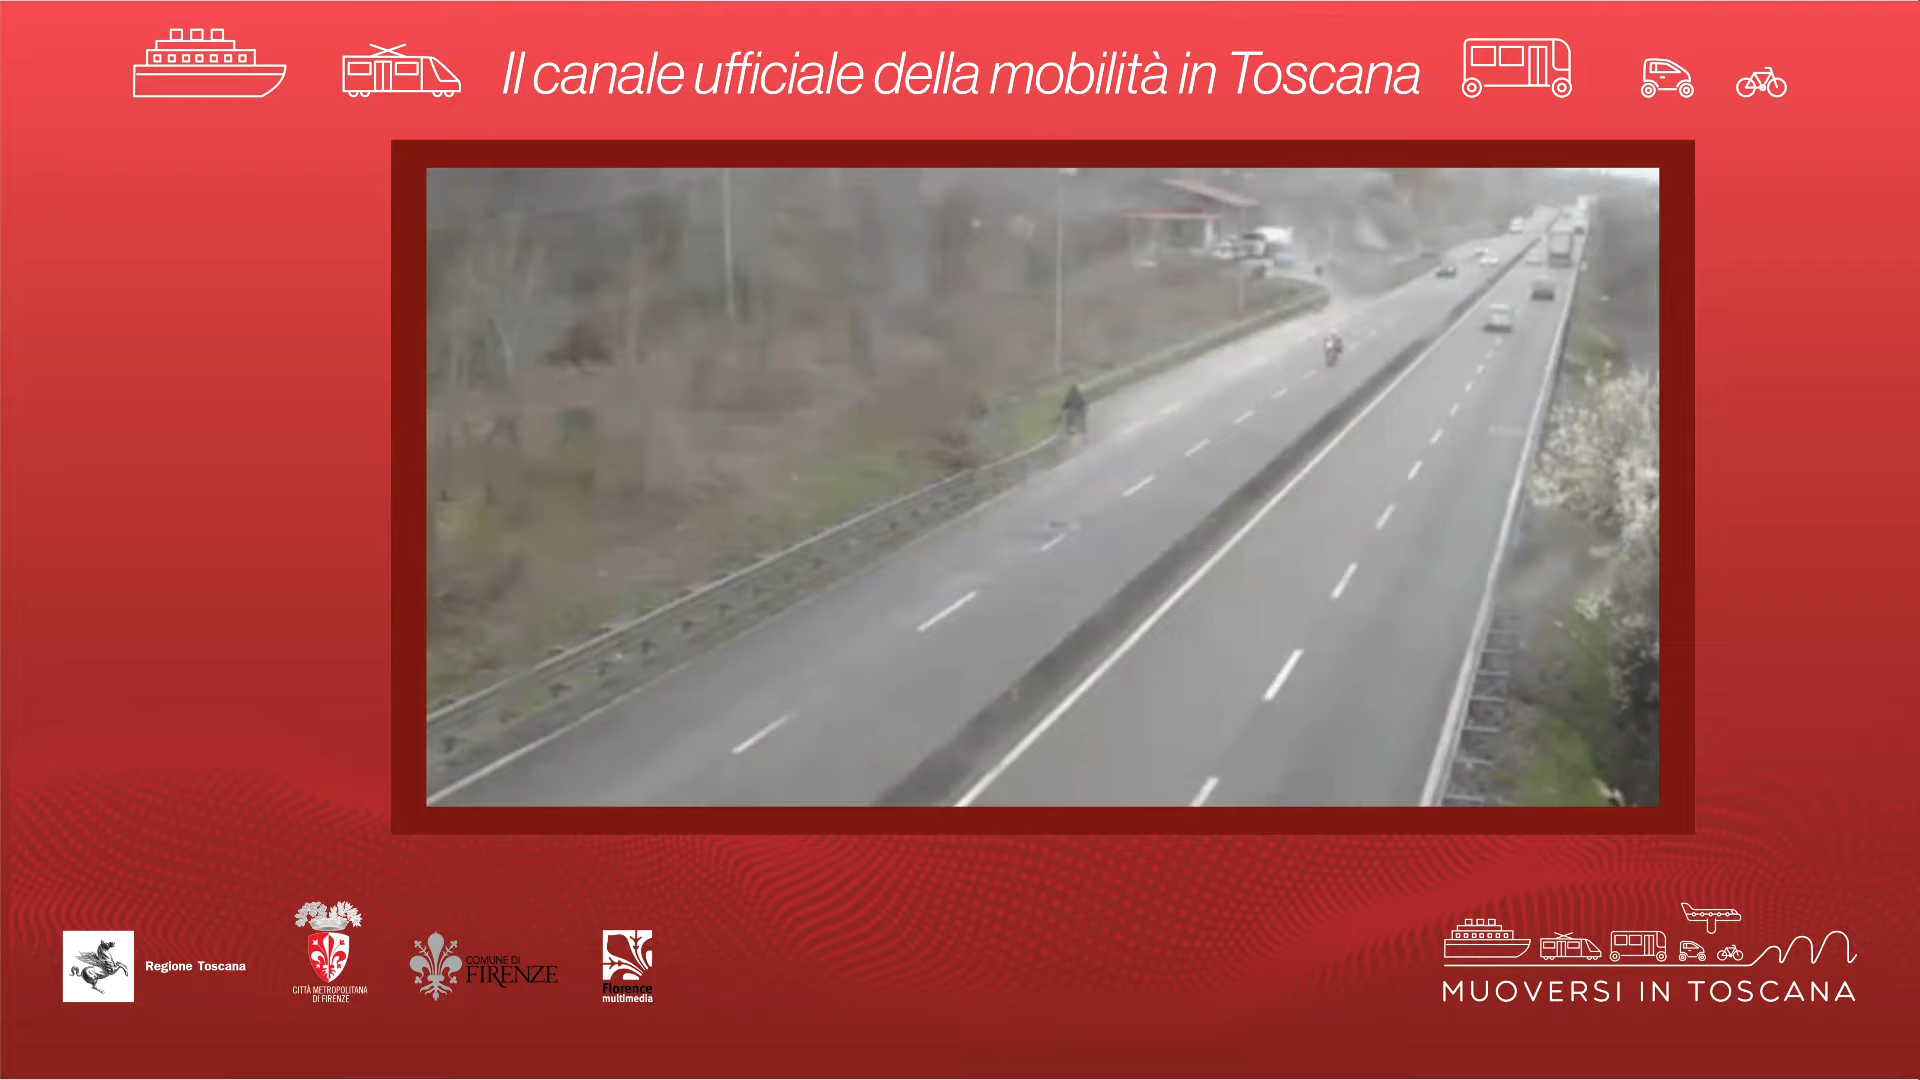 Il canale ufficiale della mobilità in Toscana
Regione Toscana
CITTÀ METROPOLITANA
DI FIRENZE
COMUNE DI
FIRENZE
Florence
multimedia
MUOVERSI IN TOSCANA